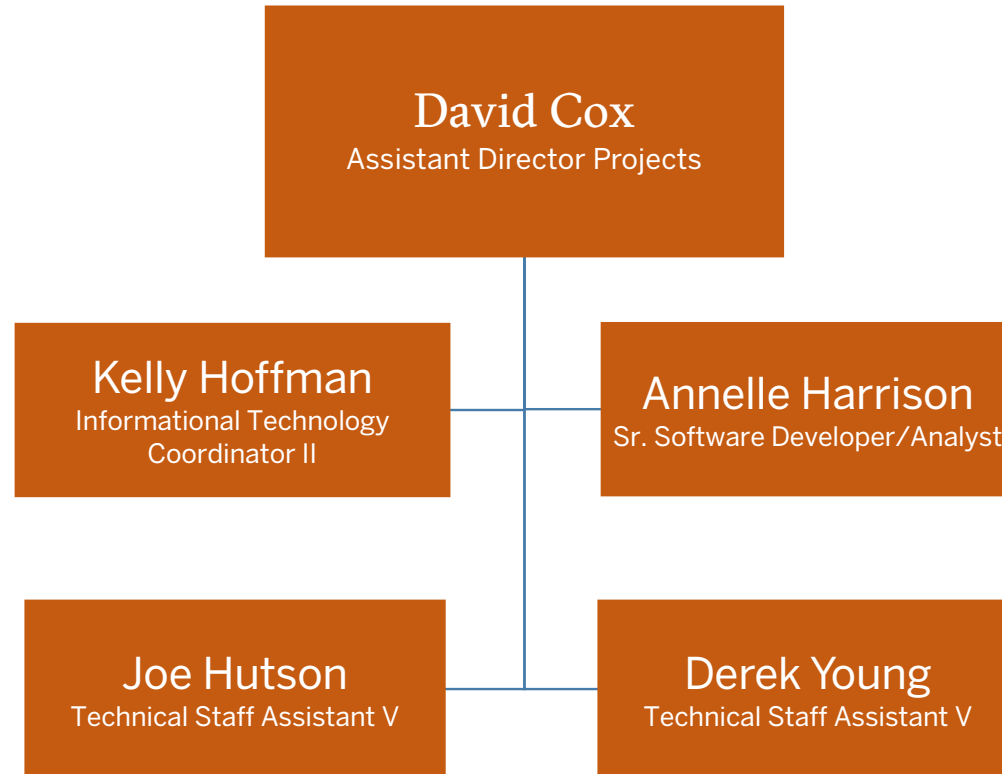 David Cox
Assistant Director Projects
Kelly Hoffman
Informational Technology
Coordinator II
Annelle Harrison
Sr. Software Developer/Analyst
Joe Hutson
Technical Staff Assistant V
Derek Young
Technical Staff Assistant V